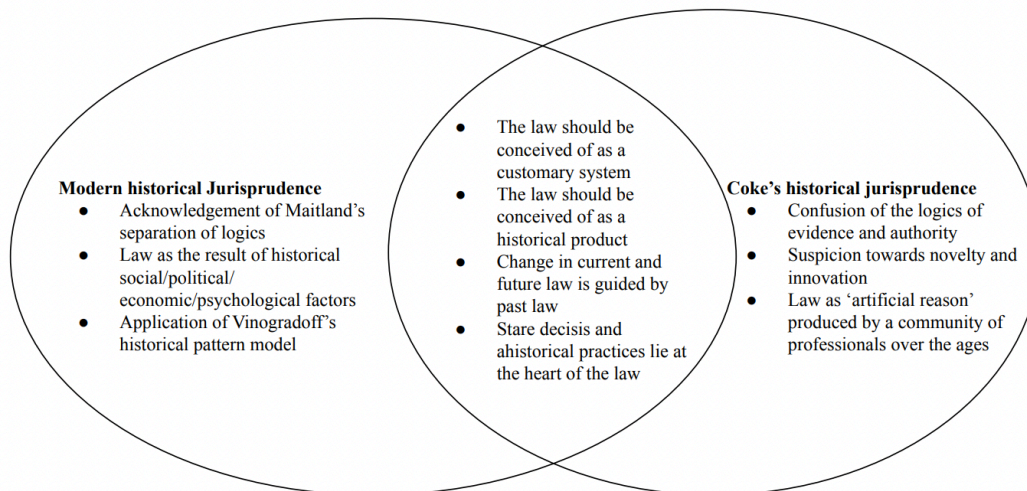 Modern historical Jurisprudence
● Acknowledgement of Maitland’s
separation of logics
● Law as the result of historical
social/political/
economic/psychological factors
● Application of Vinogradoff’s
historical pattern model
● The law should be
conceived of as a
customary system
● The law should be
conceived of as a
historical product
● Change in current and
future law is guided by
past law
● Stare decisis and
ahistorical practices lie at
the heart of the law
Coke’s historical jurisprudence
● Confusion of the logics of
evidence and authority
● Suspicion towards novelty and
innovation
● Law as ‘artificial reason’
produced by a community of
professionals over the ages